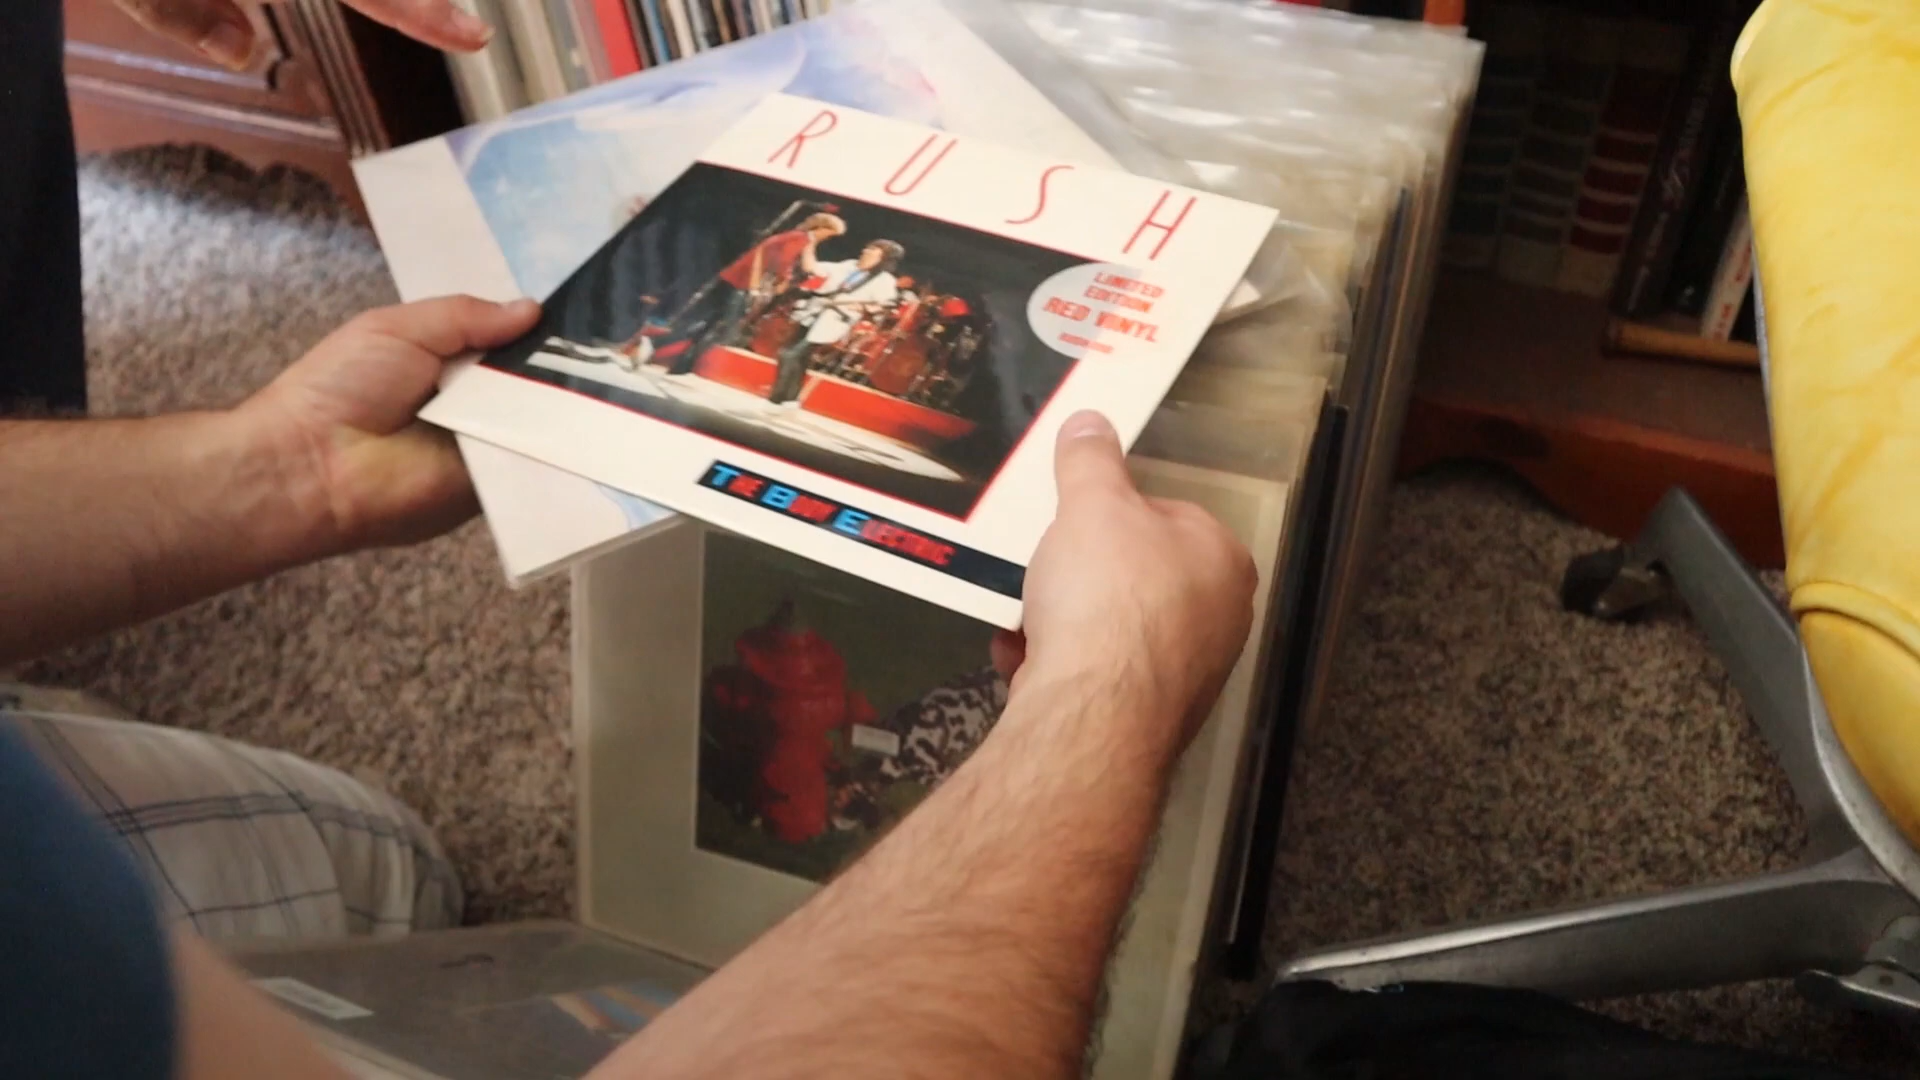 RUSH
LIMITED
EDITION
RED VINYL
THE BODY ELECTRIC